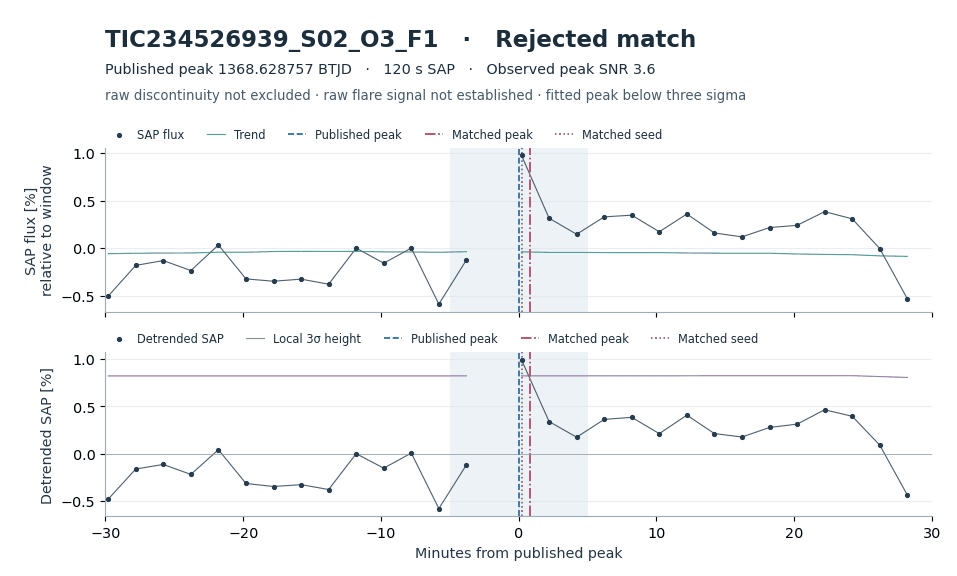 TIC234526939_S02_O3_F1 · Rejected match
Published peak 1368.628757 BTJD · 120 s SAP · Observed peak SNR 3.6
raw discontinuity not excluded · raw flare signal not established · fitted peak below three sigma
SAP flux Trend Published peak Matched peak Matched seed
SAP flux [%]
relative to window
1.0
0.5
0.0
−0.5
Detrended SAP Local 3σ height Published peak Matched peak Matched seed
Detrended SAP [%]
1.0
0.5
0.0
−0.5
−30 −20 −10 0 10 20 30
Minutes from published peak